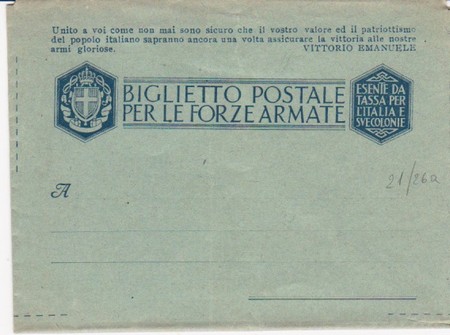 Unito a voi come non mai sono sicuro che il vostro valore ed il patriottismo
del popolo italiano sapranno ancora una volta assicurare la vittoria alle nostre
armi gloriose. VITTORIO EMANUELE
BIGLIETTO POSTALE
PER LE FORZE ARMATE
ESENTE DA
TASSA PER
L'ITALIA E
SVE COLONIE
A
21/26a